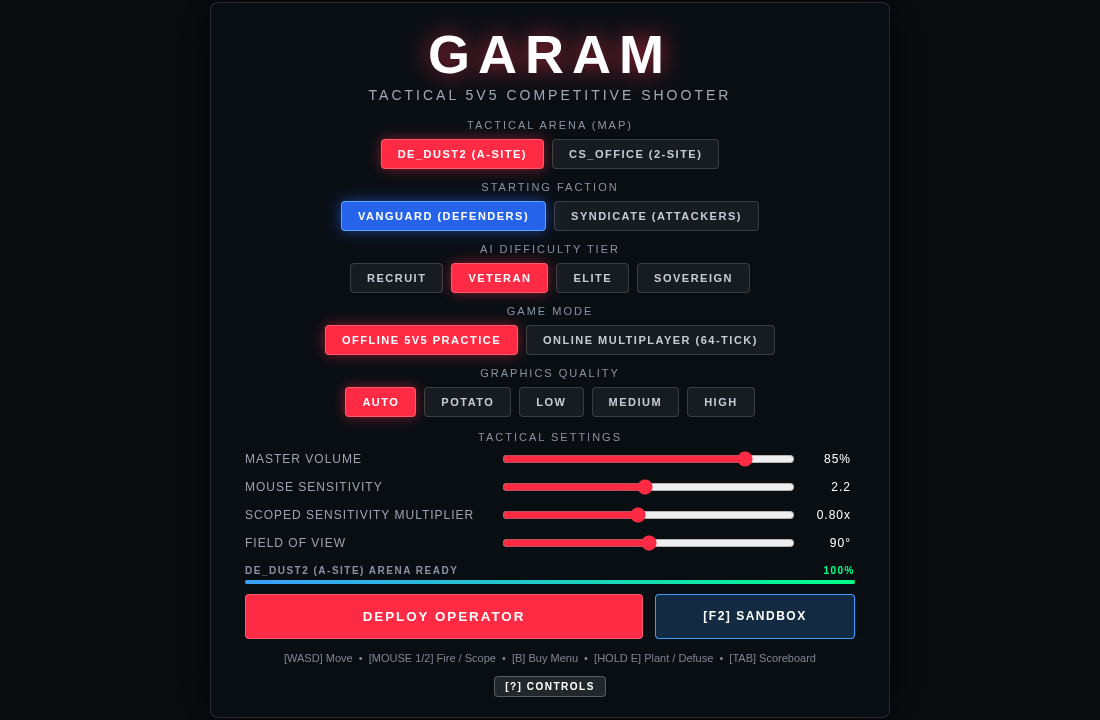 GARAM
TACTICAL 5V5 COMPETITIVE SHOOTER
TACTICAL ARENA (MAP)
DE_DUST2 (A-SITE) CS_OFFICE (2-SITE)
STARTING FACTION
VANGUARD (DEFENDERS) SYNDICATE (ATTACKERS)
AI DIFFICULTY TIER
RECRUIT VETERAN ELITE SOVEREIGN
GAME MODE
OFFLINE 5V5 PRACTICE ONLINE MULTIPLAYER (64-TICK)
GRAPHICS QUALITY
AUTO POTATO LOW MEDIUM HIGH
TACTICAL SETTINGS
MASTER VOLUME 85%
MOUSE SENSITIVITY 2.2
SCOPED SENSITIVITY MULTIPLIER 0.80x
FIELD OF VIEW 90°
DE_DUST2 (A-SITE) ARENA READY 100%
DEPLOY OPERATOR [F2] SANDBOX
[WASD] Move • [MOUSE 1/2] Fire / Scope • [B] Buy Menu • [HOLD E] Plant / Defuse • [TAB] Scoreboard
[?] CONTROLS